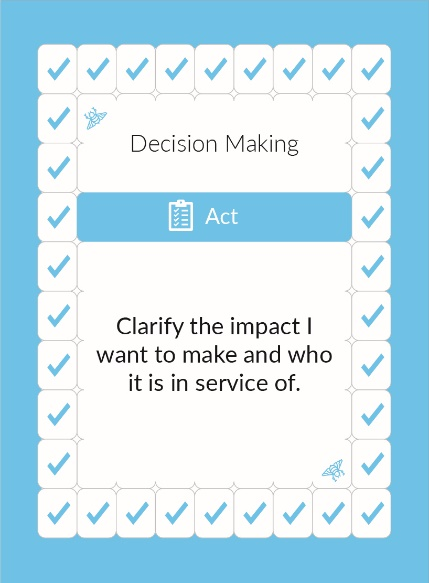 Decision Making
Act
Clarify the impact I
want to make and who
it is in service of.